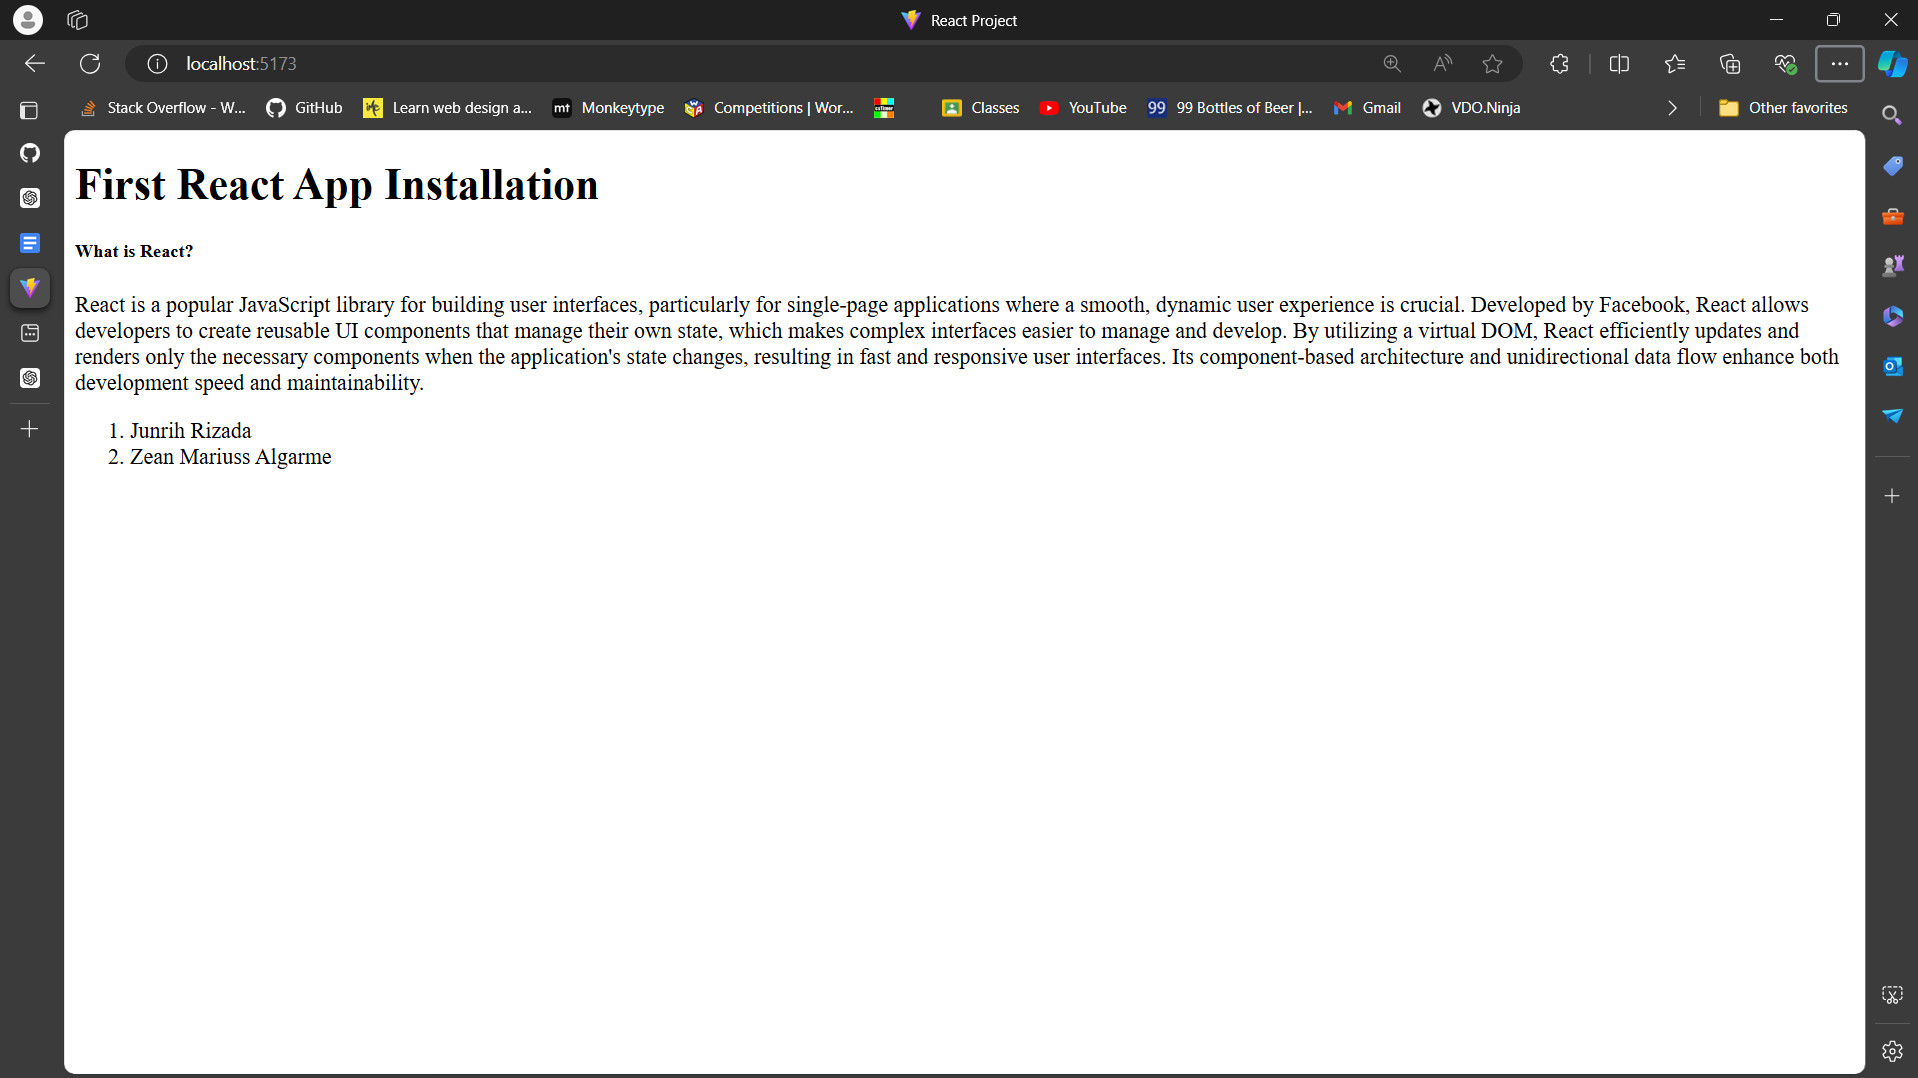 React Project
localhost:5173
Stack Overflow - W... GitHub Learn web design a... mt Monkeytype Competitions | Wor... Classes YouTube 99 99 Bottles of Beer |... Gmail VDO.Ninja Other favorites
First React App Installation
What is React?
React is a popular JavaScript library for building user interfaces, particularly for single-page applications where a smooth, dynamic user experience is crucial. Developed by Facebook, React allows
developers to create reusable UI components that manage their own state, which makes complex interfaces easier to manage and develop. By utilizing a virtual DOM, React efficiently updates and
renders only the necessary components when the application's state changes, resulting in fast and responsive user interfaces. Its component-based architecture and unidirectional data flow enhance both
development speed and maintainability.
1. Junrih Rizada
2. Zean Mariuss Algarme